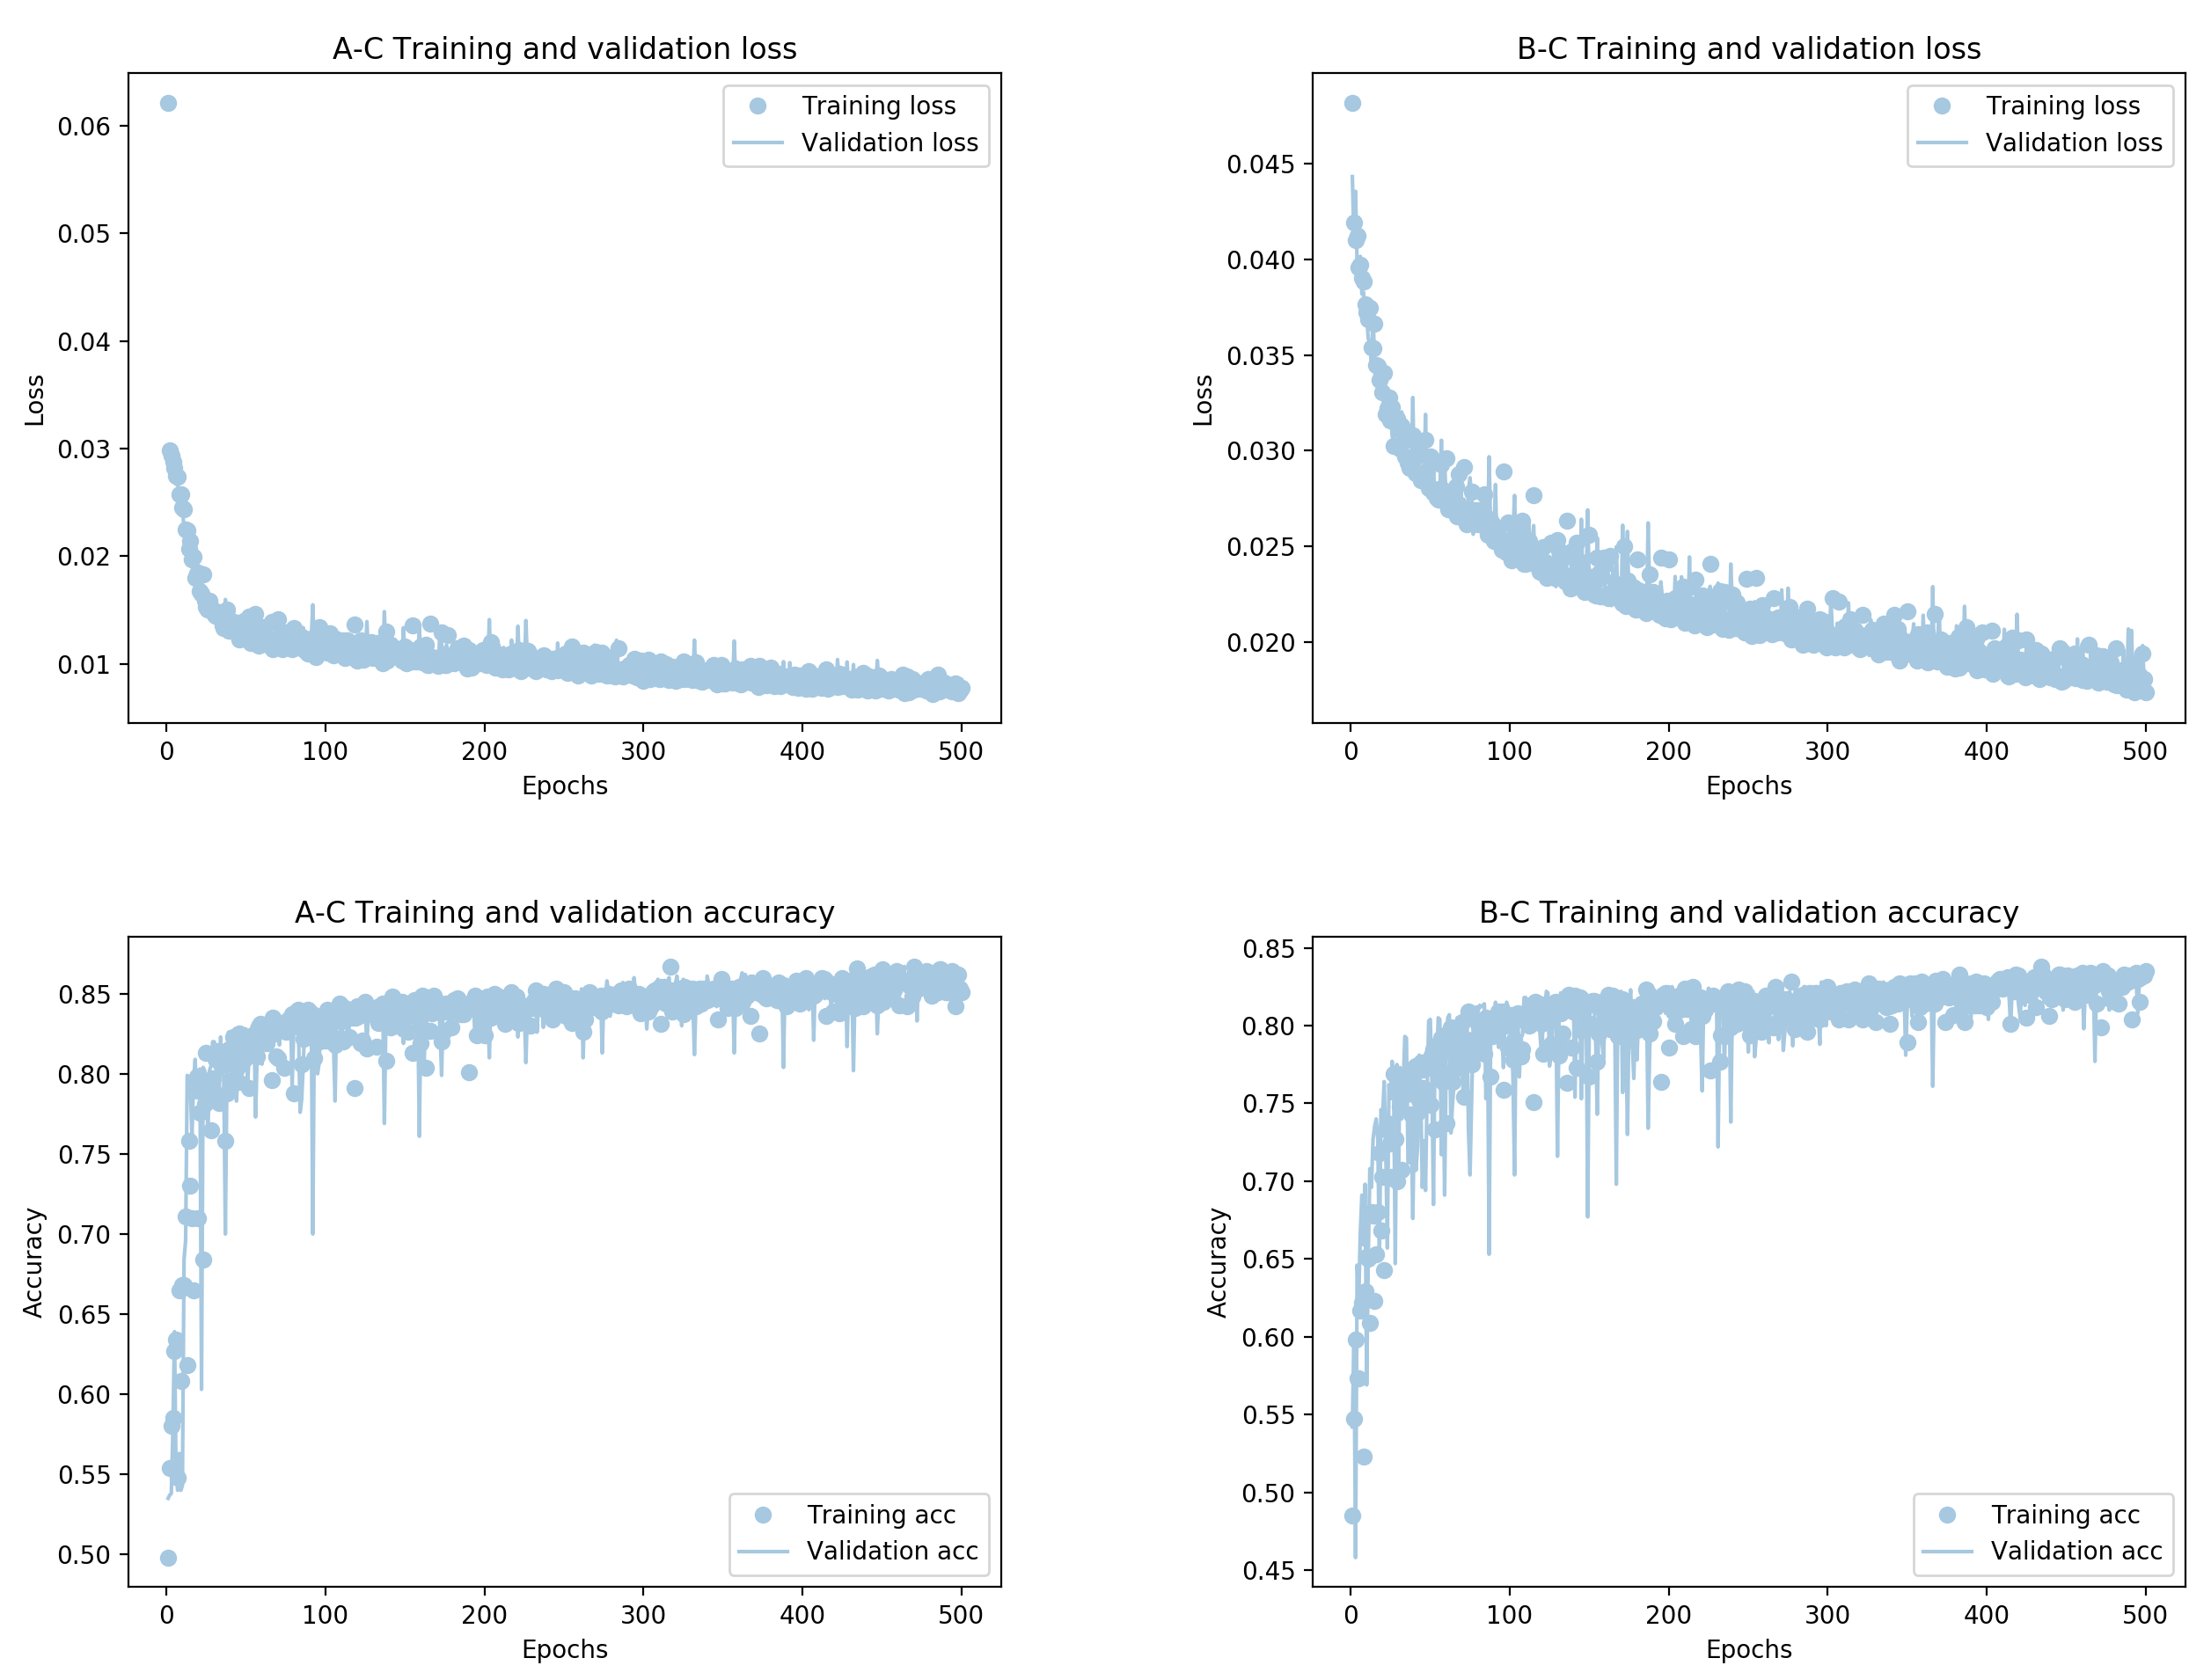 A-C Training and validation loss
Training loss
Validation loss
0.06
0.05
0.04
0.03
0.02
0.01
Loss
0 100 200 300 400 500
Epochs
B-C Training and validation loss
Training loss
Validation loss
0.045
0.040
0.035
0.030
0.025
0.020
Loss
0 100 200 300 400 500
Epochs
A-C Training and validation accuracy
0.85
0.80
0.75
0.70
0.65
0.60
0.55
0.50
Accuracy
Training acc
Validation acc
0 100 200 300 400 500
Epochs
B-C Training and validation accuracy
0.85
0.80
0.75
0.70
0.65
0.60
0.55
0.50
0.45
Accuracy
Training acc
Validation acc
0 100 200 300 400 500
Epochs